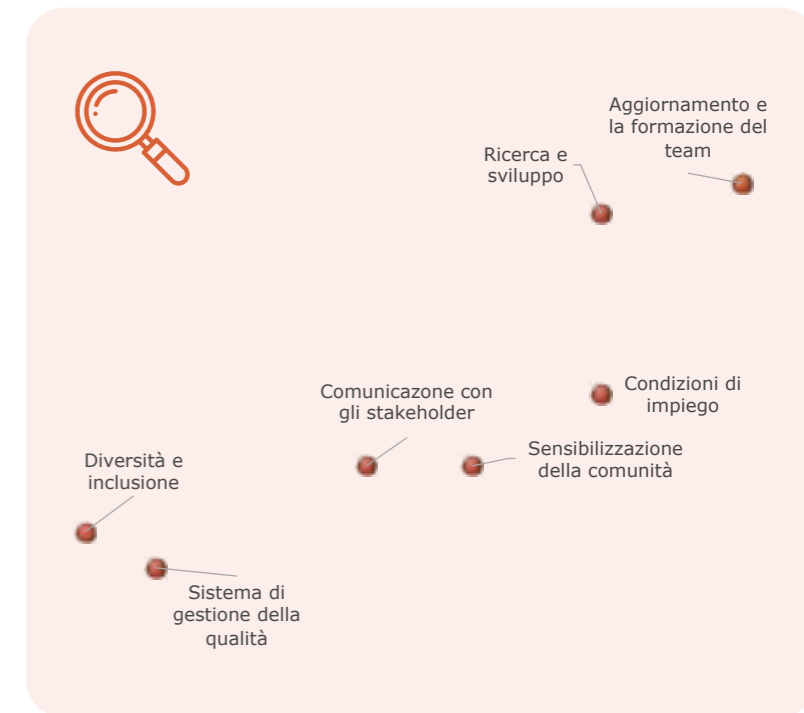 Aggiornamento e
la formazione del
team
Ricerca e
sviluppo
Condizioni di
impiego
Comunicazone con
gli stakeholder
Sensibilizzazione
della comunità
Diversità e
inclusione
Sistema di
gestione della
qualità